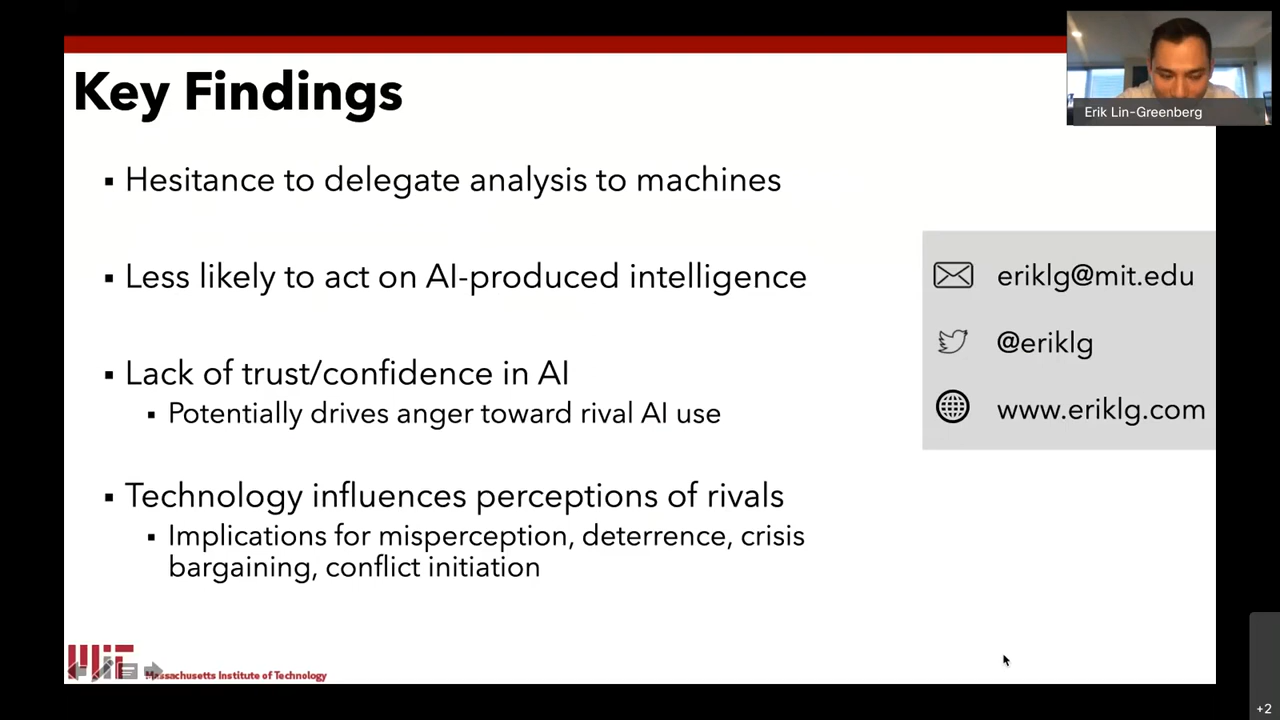 Key Findings
Erik Lin-Greenberg
▪ Hesitance to delegate analysis to machines
▪ Less likely to act on AI-produced intelligence
▪ Lack of trust/confidence in AI
▪ Potentially drives anger toward rival AI use
▪ Technology influences perceptions of rivals
▪ Implications for misperception, deterrence, crisis
bargaining, conflict initiation
eriklg@mit.edu
@eriklg
www.eriklg.com
MIT
Massachusetts Institute of Technology
+2